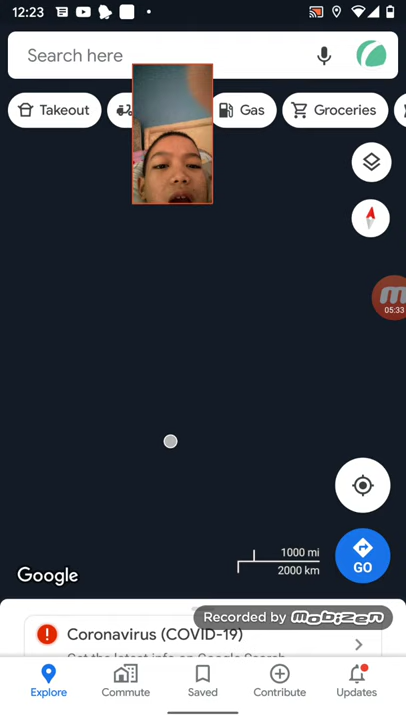 12:23
Search here
Takeout
Gas
Groceries
05:33
1000 mi
2000 km
Google
GO
Recorded by MOBIZEN
Coronavirus (COVID-19)
Explore
Commute
Saved
Contribute
Updates